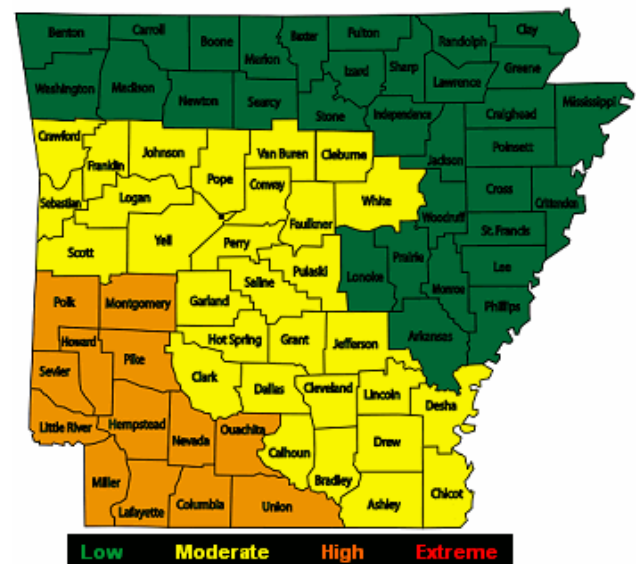 Benton Carroll Boone Marion Baxter Fulton Randolph Clay
Izard Sharp Lawrence Greene
Washington Madison Newton Searcy Stone Independence Craighead Mississippi
Crawford Franklin Johnson Pope Van Buren Cleburne Jackson Poinsett
Sebastian Logan Conway Faulkner White Woodruff Cross Crittenden
Scott Yell Perry Pulaski Lonoke Prairie St. Francis
Saline Monroe Lee
Polk Montgomery Garland Phillips
Howard Pike Hot Spring Grant Jefferson Arkansas
Sevier Clark Dallas Cleveland Lincoln Desha
Little River Hempstead Nevada Ouachita Calhoun Drew
Miller Lafayette Columbia Union Bradley Ashley Chicot
Low Moderate High Extreme